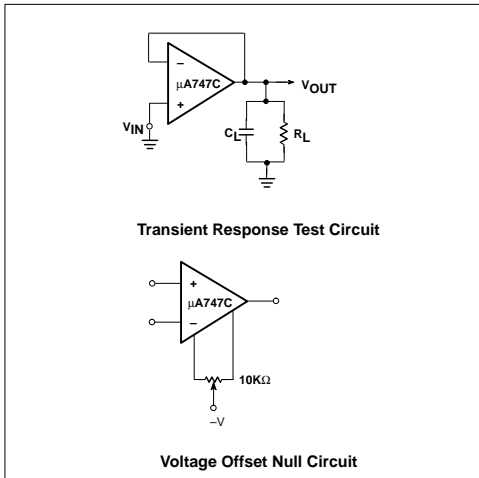 −
μA747C
VOUT
+
VIN
CL
RL
Transient Response Test Circuit
+
μA747C
−
10KΩ
−V
Voltage Offset Null Circuit